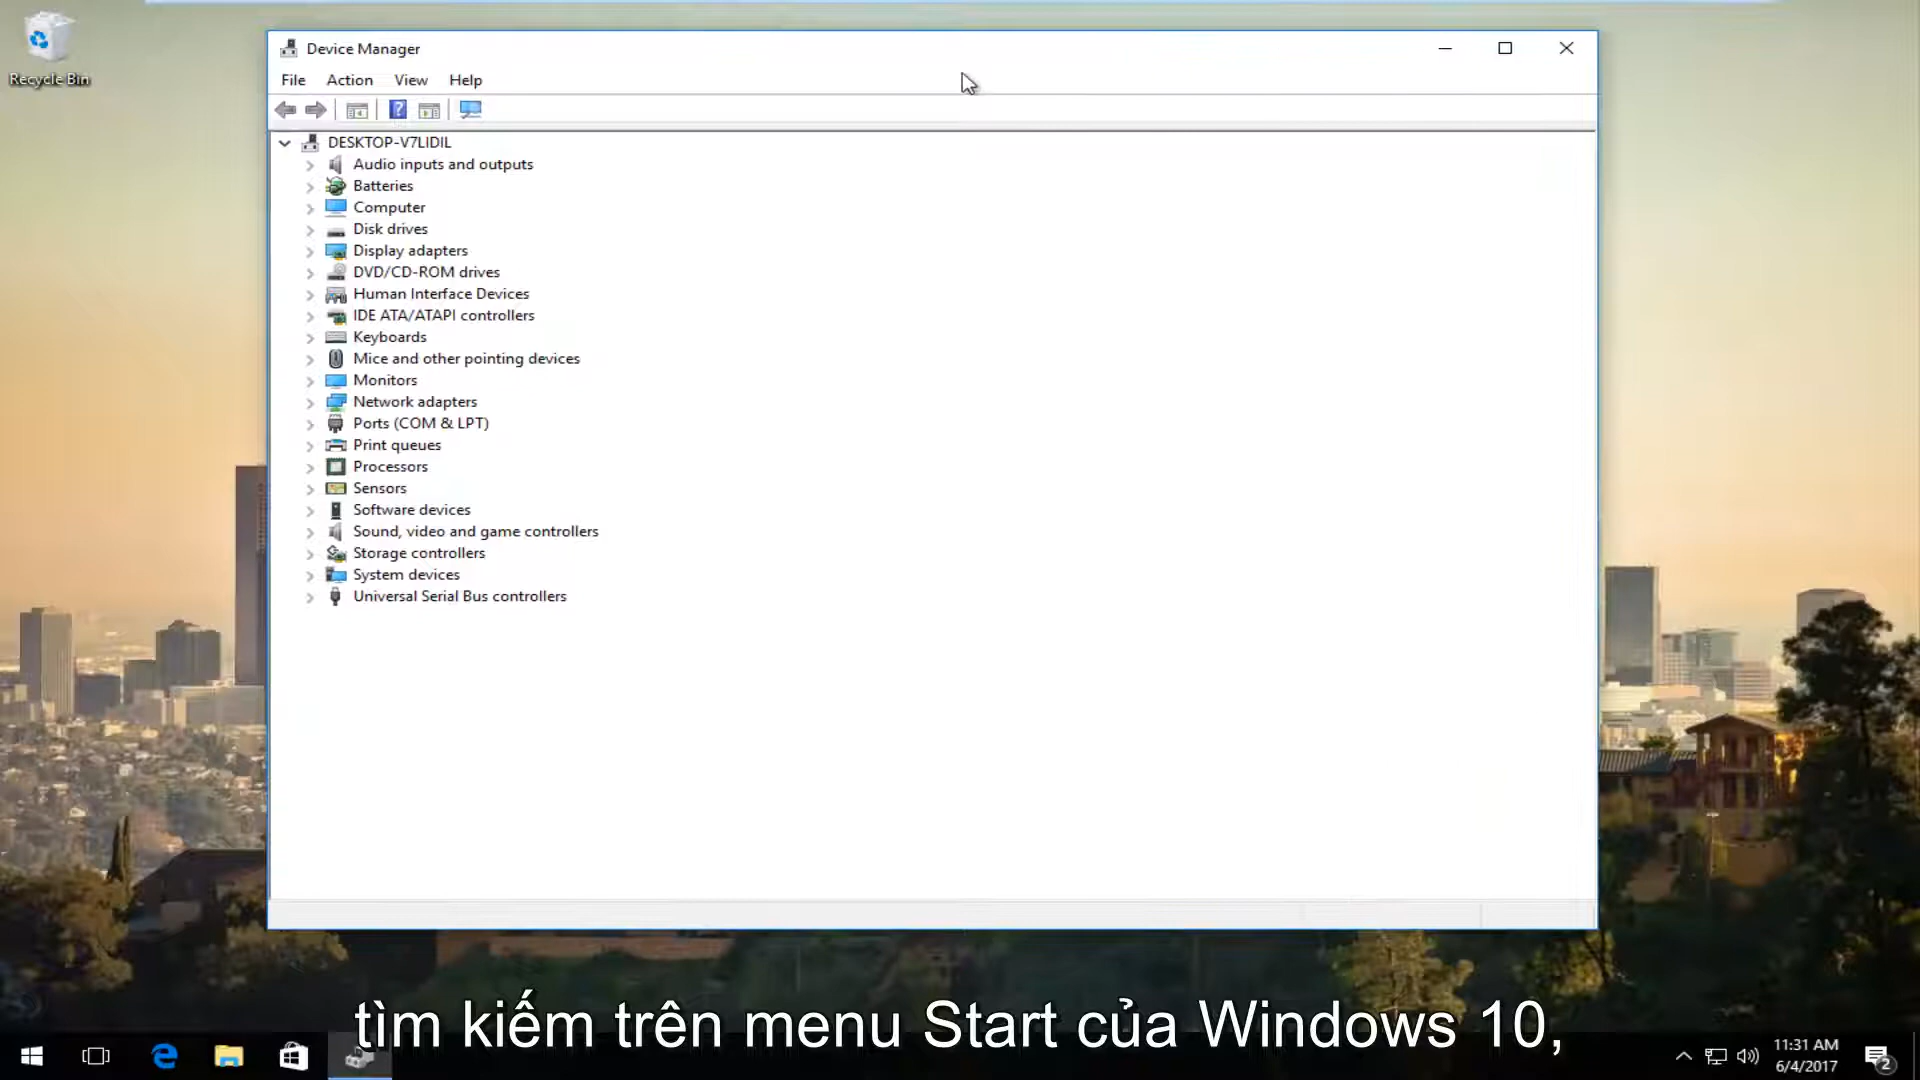 Recycle Bin
Device Manager
File Action View Help
DESKTOP-V7LIDIL
Audio inputs and outputs
Batteries
Computer
Disk drives
Display adapters
DVD/CD-ROM drives
Human Interface Devices
IDE ATA/ATAPI controllers
Keyboards
Mice and other pointing devices
Monitors
Network adapters
Ports (COM & LPT)
Print queues
Processors
Sensors
Software devices
Sound, video and game controllers
Storage controllers
System devices
Universal Serial Bus controllers
tìm kiếm trên menu Start của Windows 10,
11:31 AM
6/4/2017
2